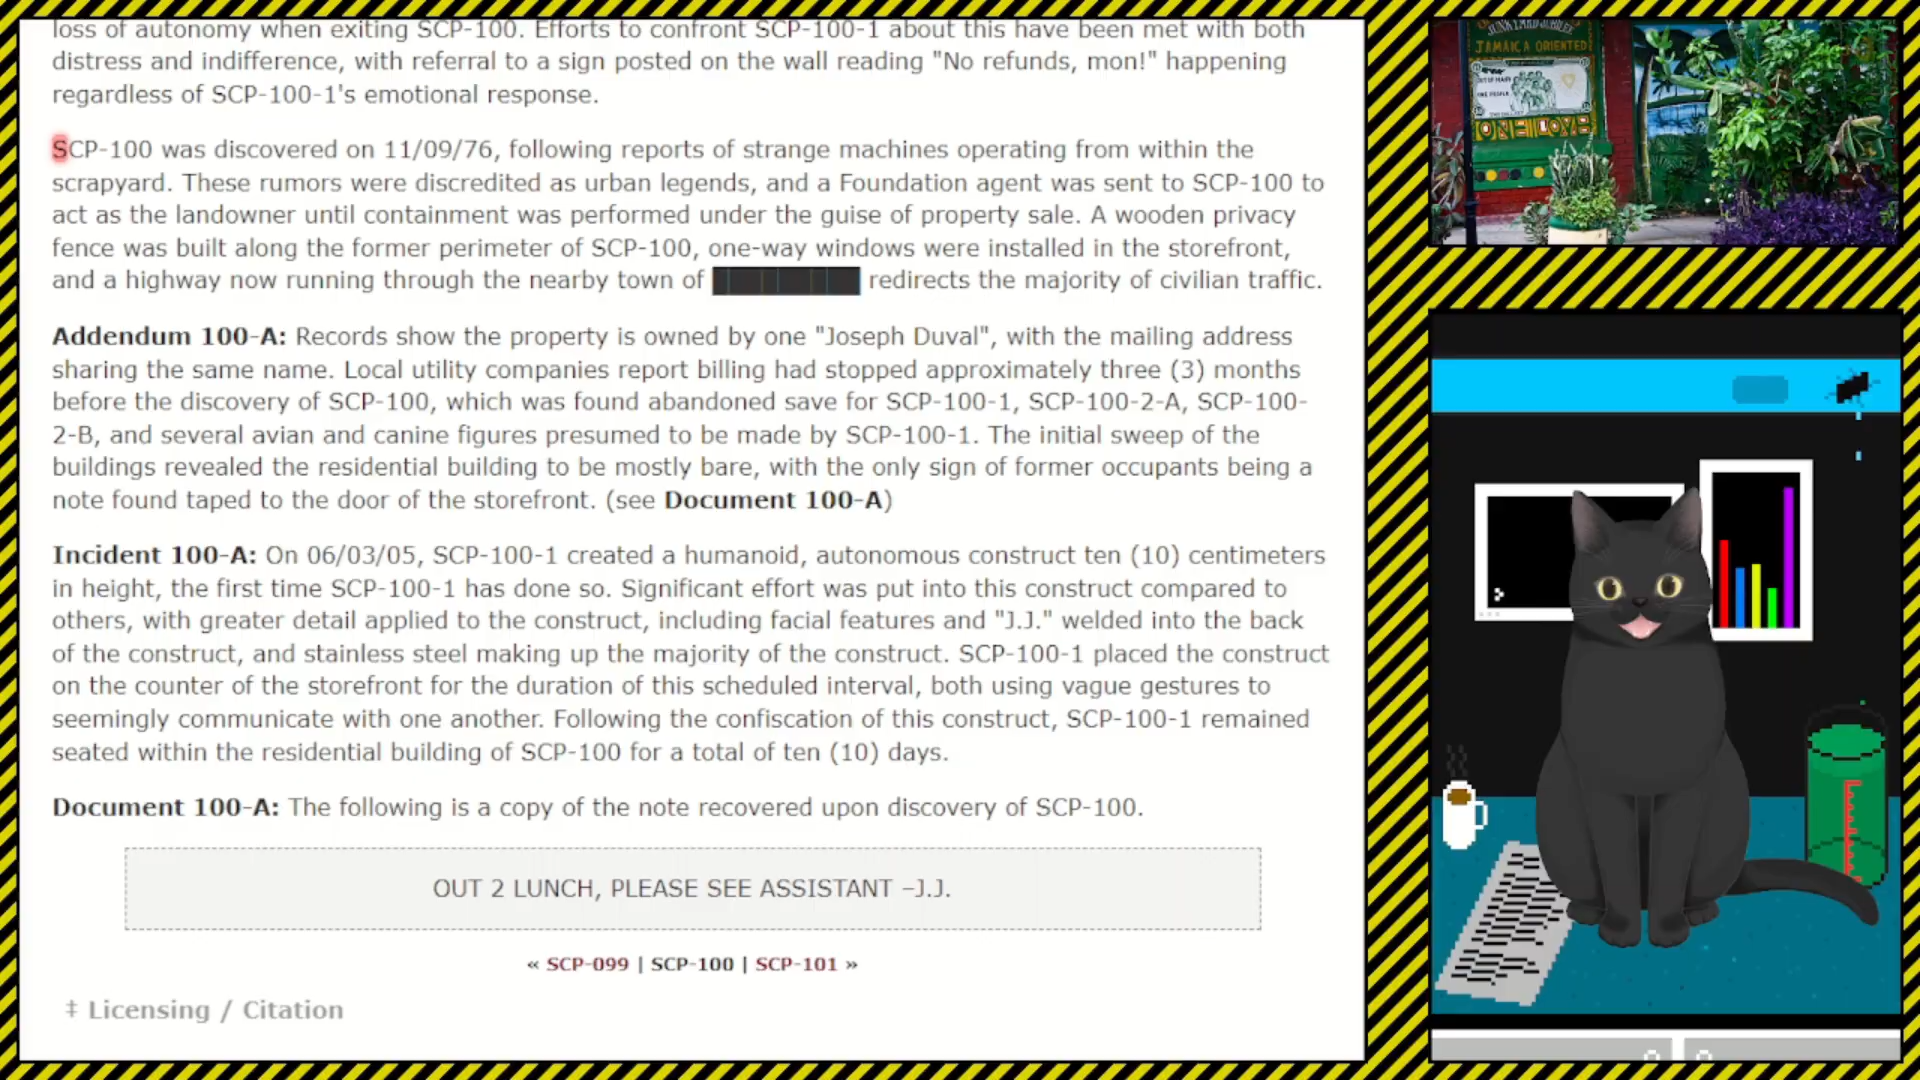 loss of autonomy when exiting SCP-100. Efforts to confront SCP-100-1 about this have been met with both
distress and indifference, with referral to a sign posted on the wall reading "No refunds, mon!" happening
regardless of SCP-100-1's emotional response.
SCP-100 was discovered on 11/09/76, following reports of strange machines operating from within the
scrapyard. These rumors were discredited as urban legends, and a Foundation agent was sent to SCP-100 to
act as the landowner until containment was performed under the guise of property sale. A wooden privacy
fence was built along the former perimeter of SCP-100, one-way windows were installed in the storefront,
and a highway now running through the nearby town of redirects the majority of civilian traffic.
Addendum 100-A: Records show the property is owned by one "Joseph Duval", with the mailing address
sharing the same name. Local utility companies report billing had stopped approximately three (3) months
before the discovery of SCP-100, which was found abandoned save for SCP-100-1, SCP-100-2-A, SCP-100-
2-B, and several avian and canine figures presumed to be made by SCP-100-1. The initial sweep of the
buildings revealed the residential building to be mostly bare, with the only sign of former occupants being a
note found taped to the door of the storefront. (see Document 100-A)
Incident 100-A: On 06/03/05, SCP-100-1 created a humanoid, autonomous construct ten (10) centimeters
in height, the first time SCP-100-1 has done so. Significant effort was put into this construct compared to
others, with greater detail applied to the construct, including facial features and "J.J." welded into the back
of the construct, and stainless steel making up the majority of the construct. SCP-100-1 placed the construct
on the counter of the storefront for the duration of this scheduled interval, both using vague gestures to
seemingly communicate with one another. Following the confiscation of this construct, SCP-100-1 remained
seated within the residential building of SCP-100 for a total of ten (10) days.
Document 100-A: The following is a copy of the note recovered upon discovery of SCP-100.
OUT 2 LUNCH, PLEASE SEE ASSISTANT –J.J.
« SCP-099 | SCP-100 | SCP-101 »
‡ Licensing / Citation
JUNKYARD JUBILEE
JAMAICA ORIENTED
ONE LOVE